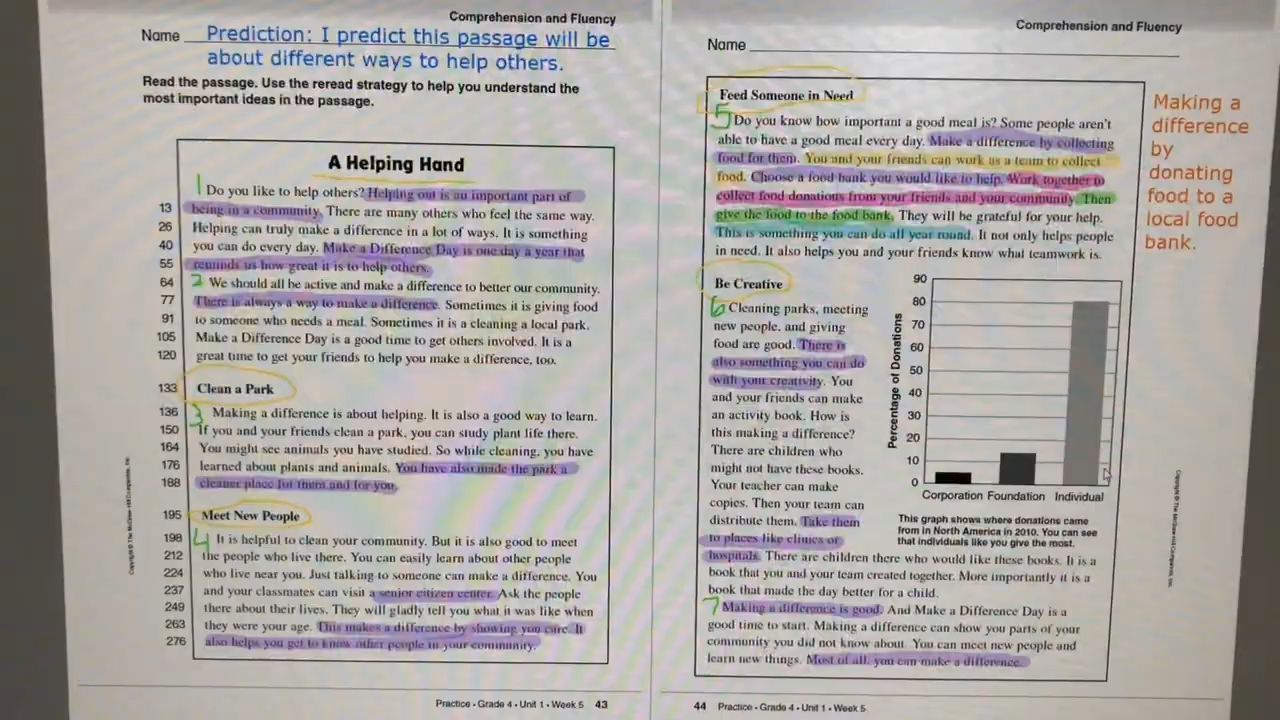 Comprehension and Fluency
Name Prediction: I predict this passage will be
about different ways to help others.
Read the passage. Use the reread strategy to help you understand the
most important ideas in the passage.
A Helping Hand
1 Do you like to help others? Helping out is an important part of
13 being in a community. There are many others who feel the same way.
26 Helping can truly make a difference in a lot of ways. It is something
40 you can do every day. Make a Difference Day is one day a year that
55 reminds us how great it is to help others.
64 2 We should all be active and make a difference to better our community.
77 There is always a way to make a difference. Sometimes it is giving food
91 to someone who needs a meal. Sometimes it is a cleaning a local park.
105 Make a Difference Day is a good time to get others involved. It is a
120 great time to get your friends to help you make a difference, too.
133 Clean a Park
136 3 Making a difference is about helping. It is also a good way to learn.
150 If you and your friends clean a park, you can study plant life there.
164 You might see animals you have studied. So while cleaning, you have
176 learned about plants and animals. You have also made the park a
188 cleaner place for them and for you.
195 Meet New People
198 4 It is helpful to clean your community. But it is also good to meet
212 the people who live there. You can easily learn about other people
224 who live near you. Just talking to someone can make a difference. You
237 and your classmates can visit a senior citizen center. Ask the people
249 there about their lives. They will gladly tell you what it was like when
263 they were your age. This makes a difference by showing you care. It
276 also helps you get to know other people in your community.
Practice • Grade 4 • Unit 1 • Week 5 43
Comprehension and Fluency
Name
Feed Someone in Need
5 Do you know how important a good meal is? Some people aren't
able to have a good meal every day. Make a difference by collecting
food for them. You and your friends can work as a team to collect
food. Choose a food bank you would like to help. Work together to
collect food donations from your friends and your community. Then
give the food to the food bank. They will be grateful for your help.
This is something you can do all year round. It not only helps people
in need. It also helps you and your friends know what teamwork is.
Making a
difference
by
donating
food to a
local food
bank.
Be Creative
6 Cleaning parks, meeting
new people, and giving
food are good. There is
also something you can do
with your creativity. You
and your friends can make
an activity book. How is
this making a difference?
There are children who
might not have these books.
Your teacher can make
copies. Then your team can
distribute them. Take them
to places like clinics or
hospitals. There are children there who would like these books. It is a
book that you and your team created together. More importantly it is a
book that made the day better for a child.
7 Making a difference is good. And Make a Difference Day is a
good time to start. Making a difference can show you parts of your
community you did not know about. You can meet new people and
learn new things. Most of all, you can make a difference.
Percentage of Donations
90
80
70
60
50
40
30
20
10
0
Corporation Foundation Individual
This graph shows where donations came
from in North America in 2010. You can see
that individuals like you give the most.
44 Practice • Grade 4 • Unit 1 • Week 5